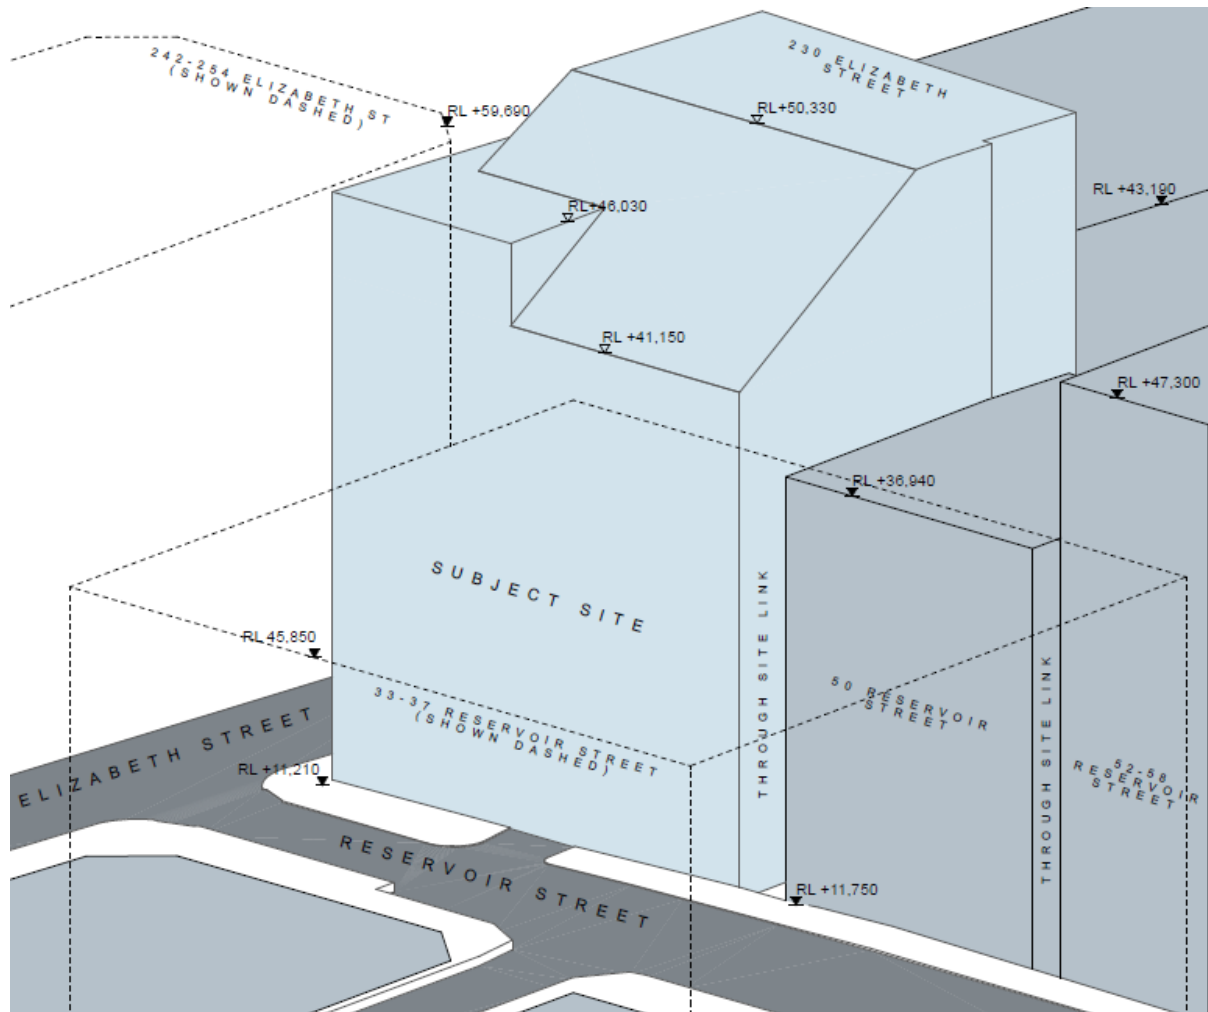 242-254 ELIZABETH ST
(SHOWN DASHED)
230 ELIZABETH
STREET
RL +59,690
RL+50,330
RL +43,190
RL+46,030
RL +41,150
RL +47,300
RL +36,940
SUBJECT SITE
THROUGH SITE LINK
RL 45,850
33-37 RESERVOIR STREET
(SHOWN DASHED)
50 RESERVOIR
STREET
THROUGH SITE LINK
52-58
RESERVOIR
STREET
ELIZABETH STREET
RL +11,210
RESERVOIR STREET
RL +11,750